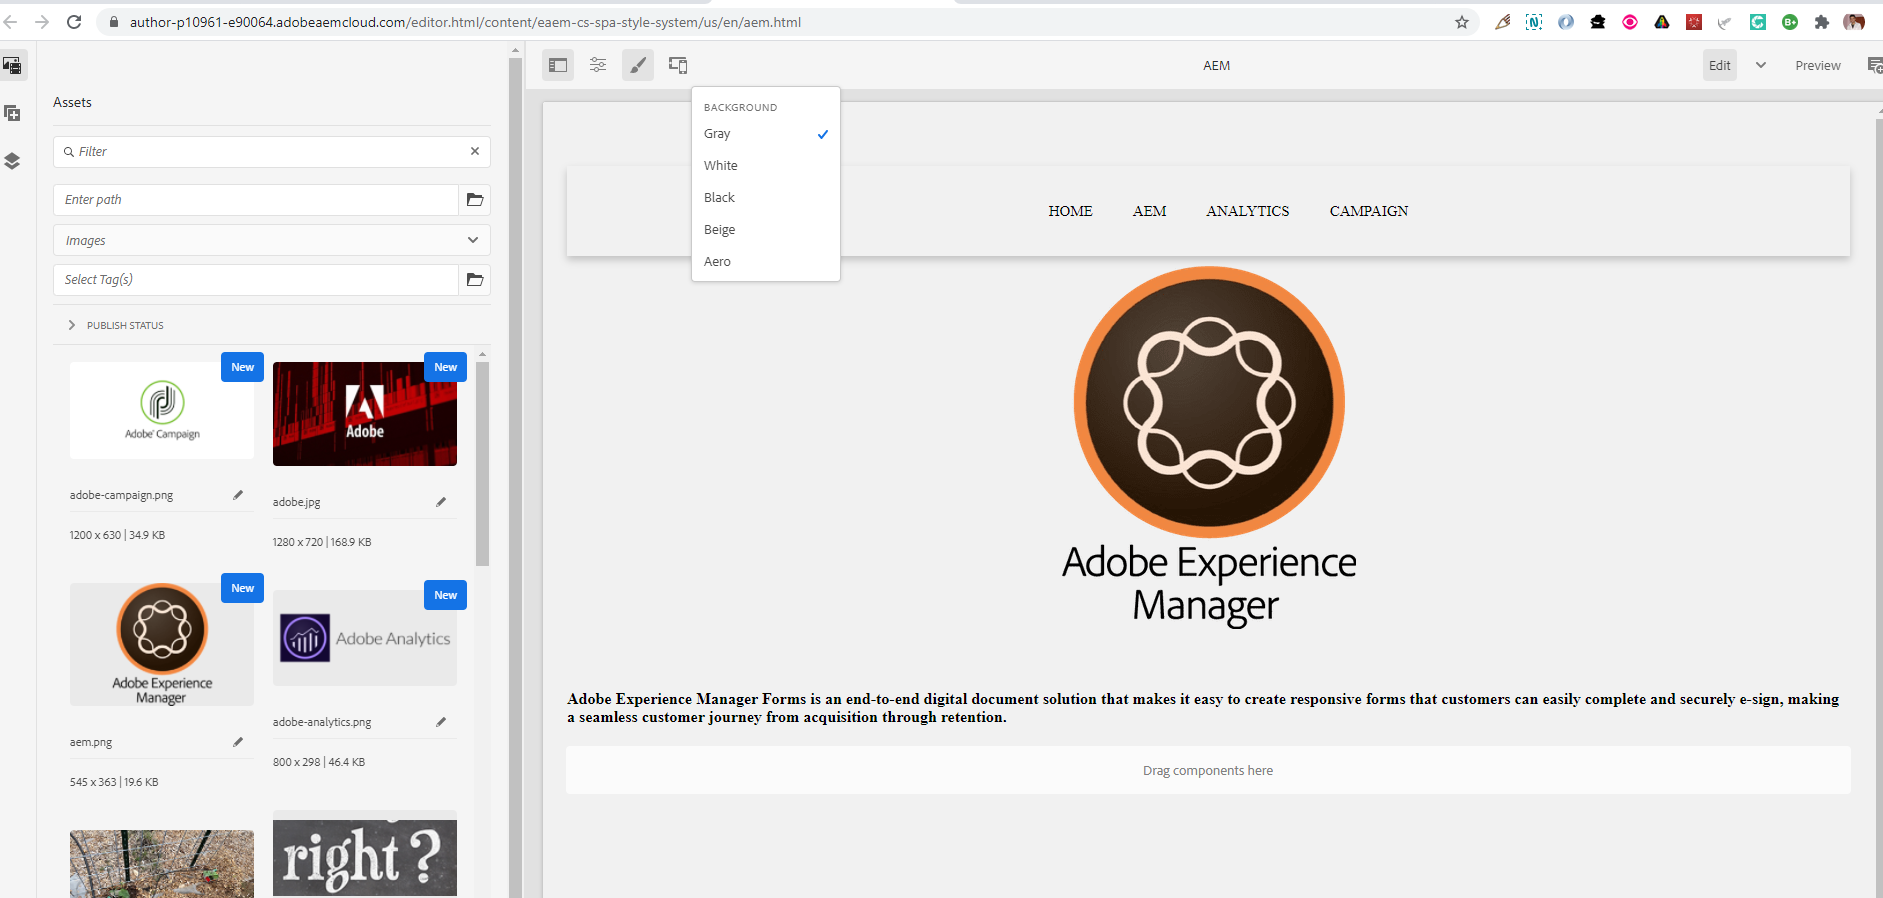 author-p10961-e90064.adobeaemcloud.com/editor.html/content/eaem-cs-spa-style-system/us/en/aem.html
AEM
Edit
Preview
Assets
Filter
Enter path
Images
Select Tag(s)
PUBLISH STATUS
New
Adobe Campaign
adobe-campaign.png
1200 x 630 | 34.9 KB
New
Adobe
adobe.jpg
1280 x 720 | 168.9 KB
New
Adobe Experience
Manager
aem.png
545 x 363 | 19.6 KB
New
Adobe Analytics
adobe-analytics.png
800 x 298 | 46.4 KB
right?
BACKGROUND
Gray
White
Black
Beige
Aero
HOME AEM ANALYTICS CAMPAIGN
Adobe Experience
Manager
Adobe Experience Manager Forms is an end-to-end digital document solution that makes it easy to create responsive forms that customers can easily complete and securely e-sign, making
a seamless customer journey from acquisition through retention.
Drag components here